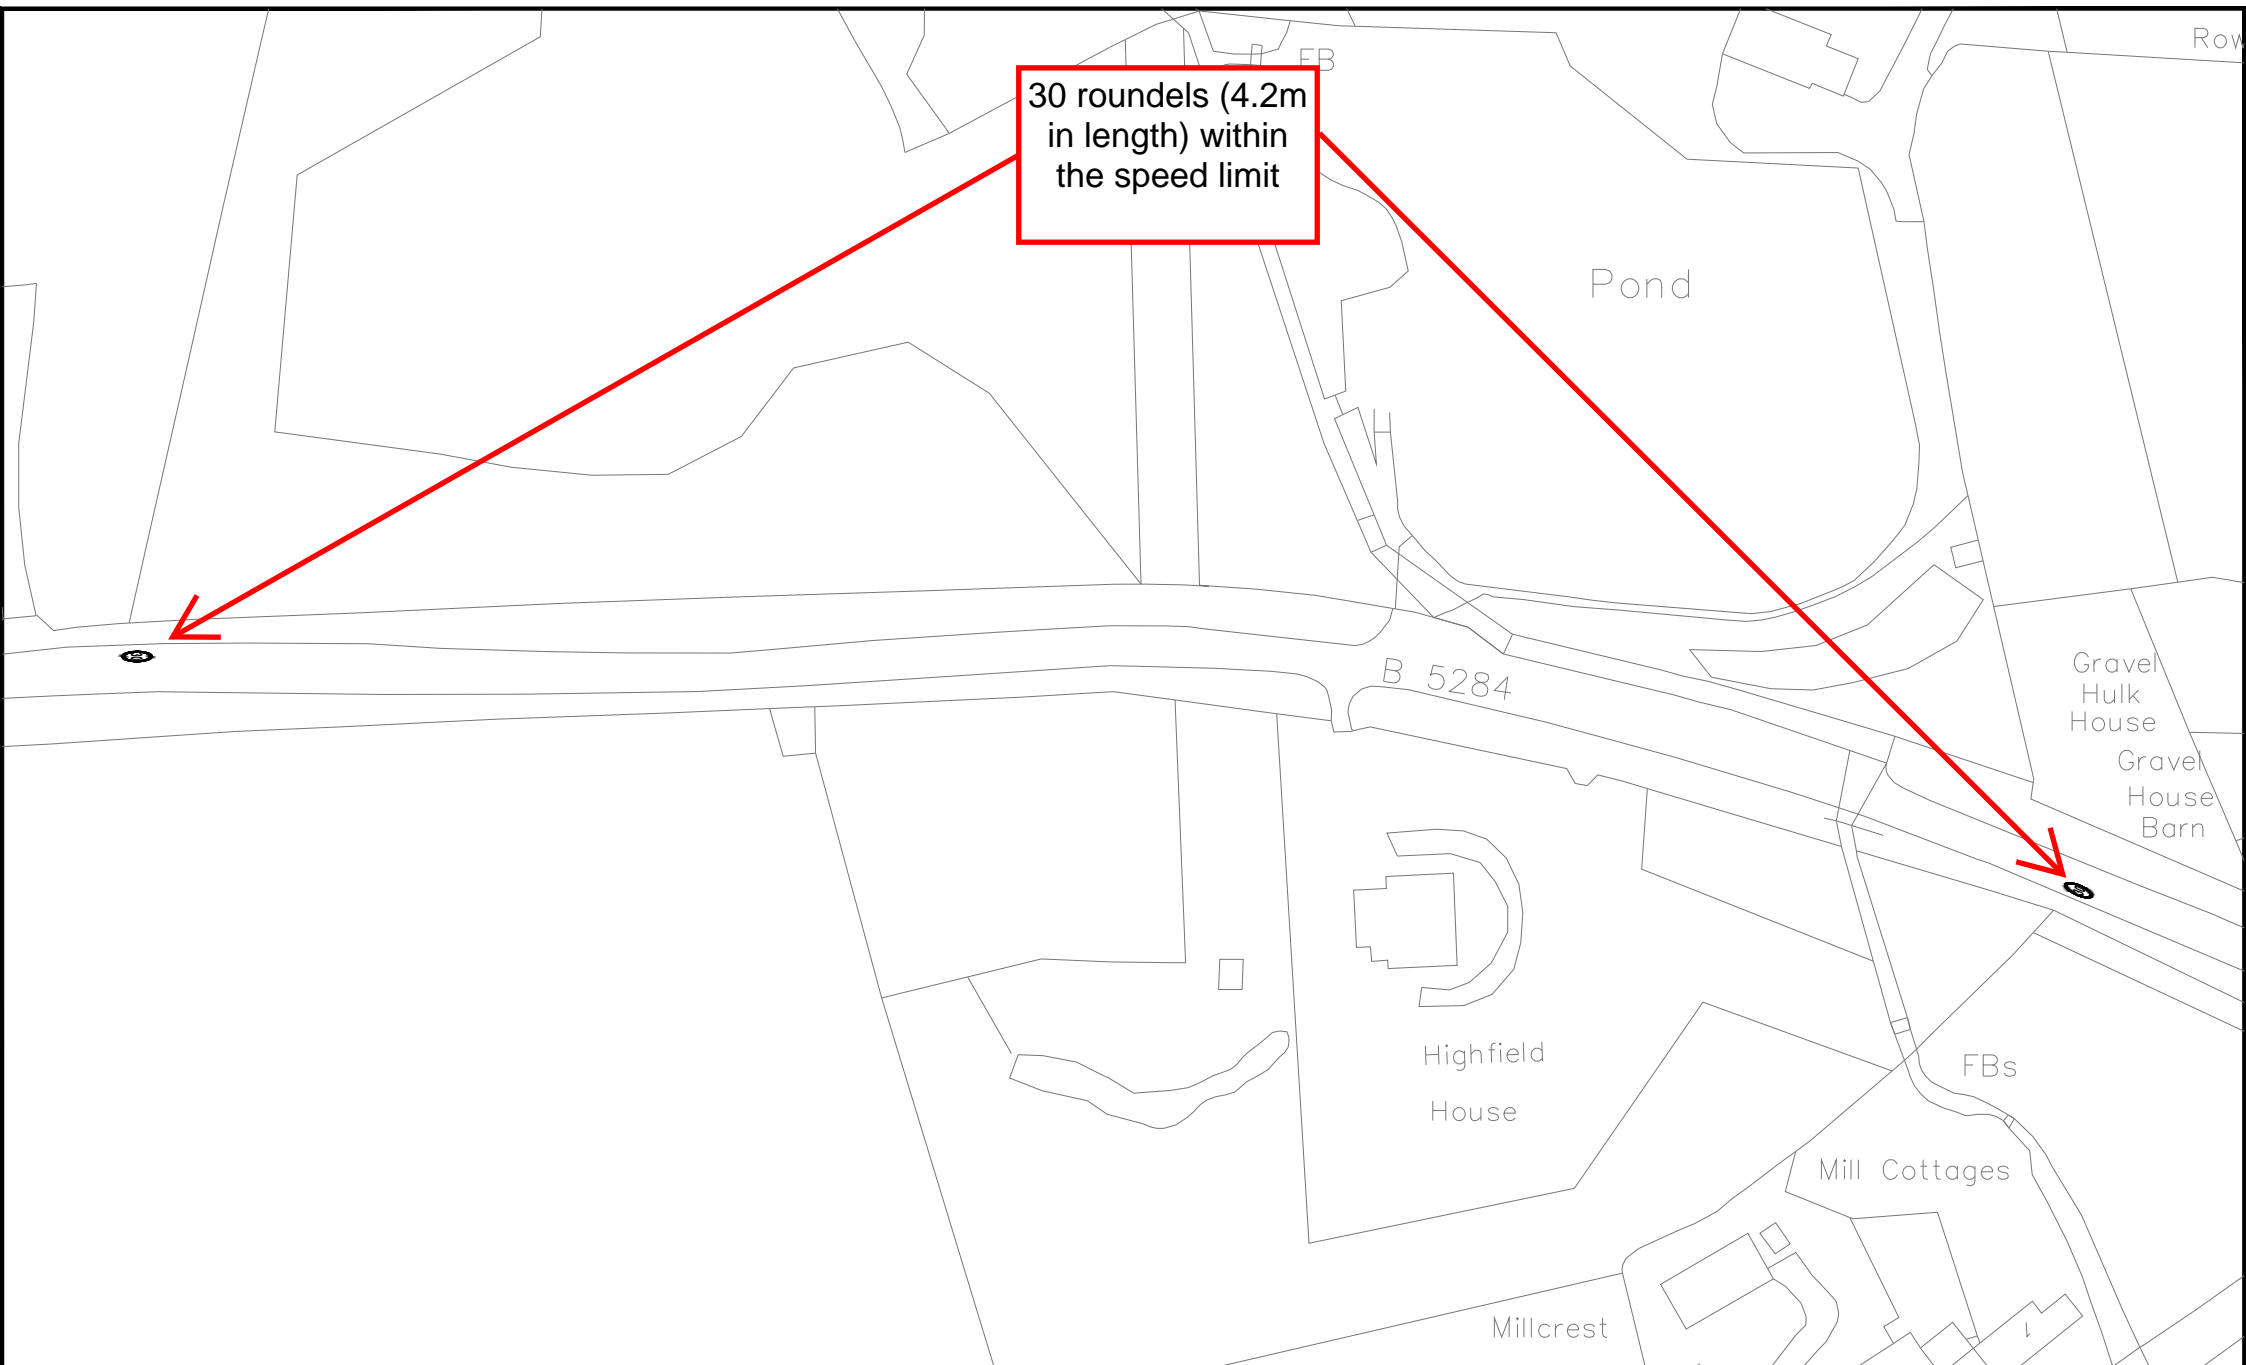 Row
FB
30 roundels (4.2m
in length) within
the speed limit
Pond
B 5284
Gravel
Hulk
House
Gravel
House
Barn
Highfield
House
FBs
Mill Cottages
Millcrest
1